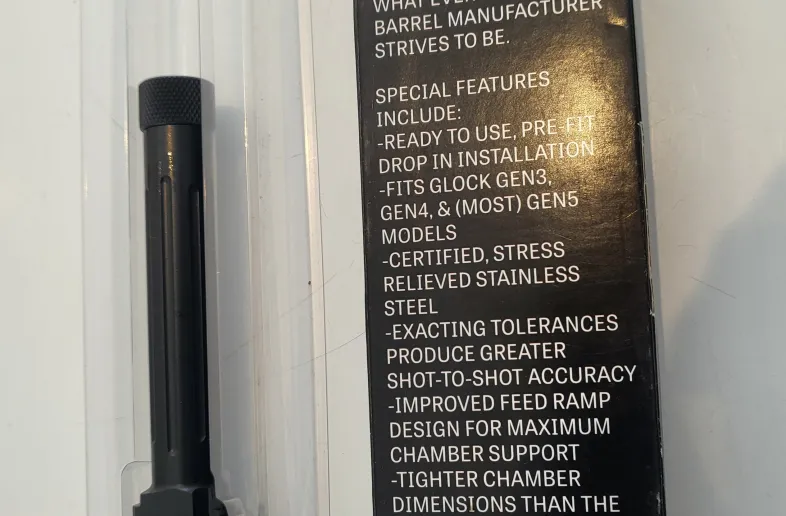 WHAT EVER
BARREL MANUFACTURER
STRIVES TO BE.
SPECIAL FEATURES
INCLUDE:
-READY TO USE, PRE-FIT
DROP IN INSTALLATION
-FITS GLOCK GEN3,
GEN4, & (MOST) GEN5
MODELS
-CERTIFIED, STRESS
RELIEVED STAINLESS
STEEL
-EXACTING TOLERANCES
PRODUCE GREATER
SHOT-TO-SHOT ACCURACY
-IMPROVED FEED RAMP
DESIGN FOR MAXIMUM
CHAMBER SUPPORT
-TIGHTER CHAMBER
DIMENSIONS THAN THE